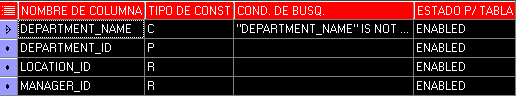 NOMBRE DE COLUMNA TIPO DE CONST COND. DE BUSQ. ESTADO P/ TABLA
DEPARTMENT_NAME C "DEPARTMENT_NAME" IS NOT ... ENABLED
DEPARTMENT_ID P ENABLED
LOCATION_ID R ENABLED
MANAGER_ID R ENABLED